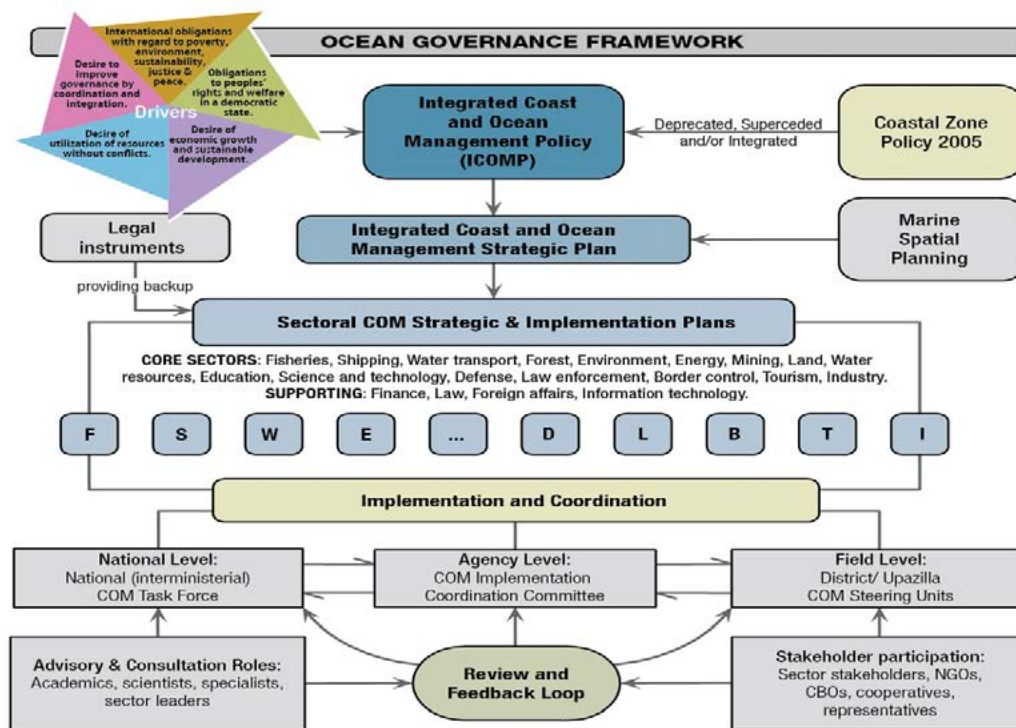 OCEAN GOVERNANCE FRAMEWORK
International obligations
with regard to poverty,
environment,
sustainability,
justice &
peace.
Desire to
improve
governance by
coordination and
integration.
Obligations
to peoples'
rights and welfare
in a democratic
state.
Drivers
Desire of
utilization of resources
without conflicts.
Desire of
economic growth
and sustainable
development.
Integrated Coast
and Ocean
Management Policy
(ICOMP)
Deprecated, Superceded
and/or Integrated
Coastal Zone
Policy 2005
Legal
instruments
Integrated Coast and Ocean
Management Strategic Plan
Marine
Spatial
Planning
providing backup
Sectoral COM Strategic & Implementation Plans
CORE SECTORS: Fisheries, Shipping, Water transport, Forest, Environment, Energy, Mining, Land, Water
resources, Education, Science and technology, Defense, Law enforcement, Border control, Tourism, Industry.
SUPPORTING: Finance, Law, Foreign affairs, Information technology.
F S W E ... D L B T I
Implementation and Coordination
National Level:
National (interministerial)
COM Task Force
Agency Level:
COM Implementation
Coordination Committee
Field Level:
District/ Upazilla
COM Steering Units
Advisory & Consultation Roles:
Academics, scientists, specialists,
sector leaders
Review and
Feedback Loop
Stakeholder participation:
Sector stakeholders, NGOs,
CBOs, cooperatives,
representatives